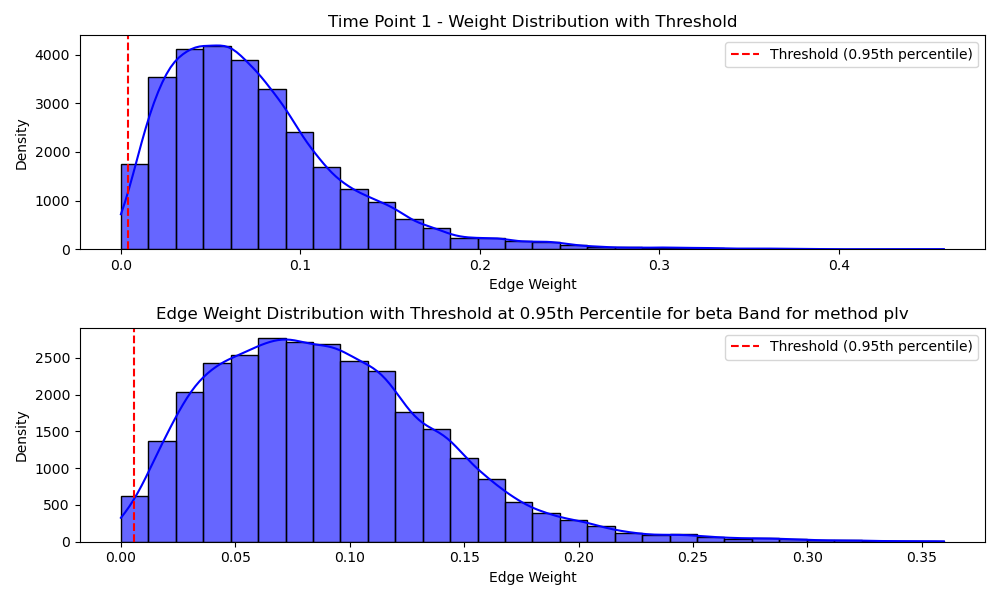 Time Point 1 - Weight Distribution with Threshold
Threshold (0.95th percentile)
Density
4000
3000
2000
1000
0
0.0 0.1 0.2 0.3 0.4
Edge Weight
Edge Weight Distribution with Threshold at 0.95th Percentile for beta Band for method plv
Threshold (0.95th percentile)
Density
2500
2000
1500
1000
500
0
0.00 0.05 0.10 0.15 0.20 0.25 0.30 0.35
Edge Weight